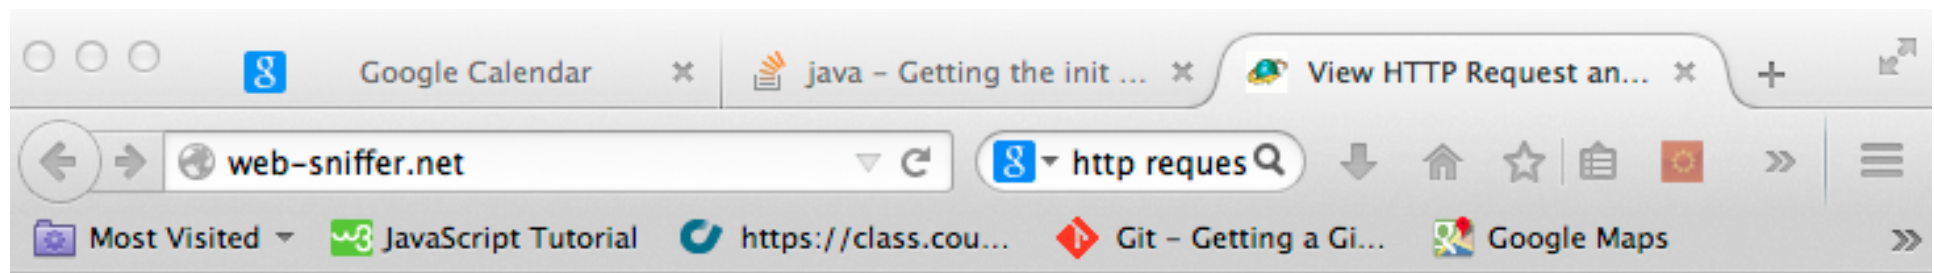 Google Calendar java – Getting the init ... View HTTP Request an...
web-sniffer.net http reques
Most Visited JavaScript Tutorial https://class.cou... Git – Getting a Gi... Google Maps